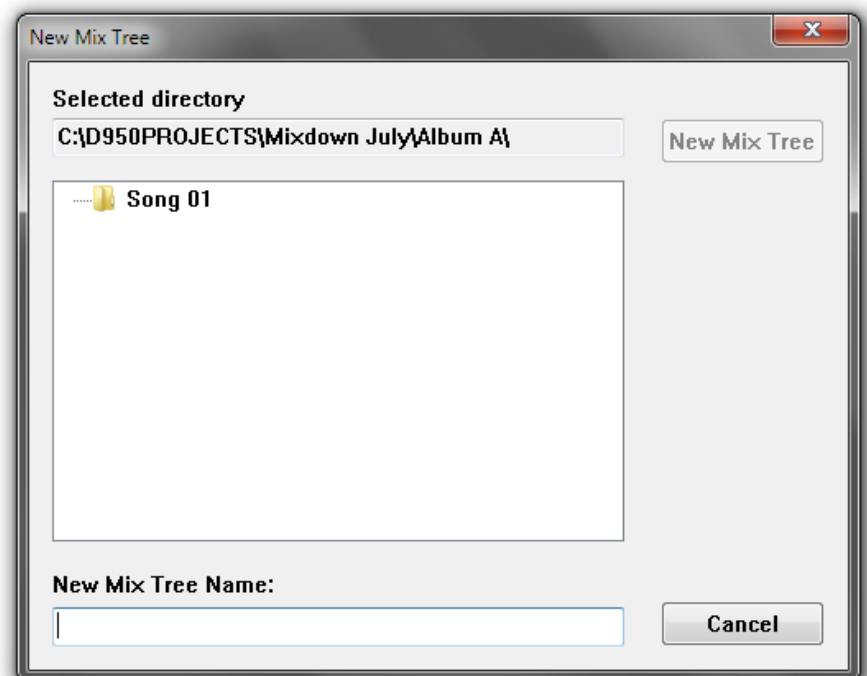 New Mix Tree
Selected directory
C:\D950PROJECTS\Mixdown July\Album A\
New Mix Tree
Song 01
New Mix Tree Name:
Cancel